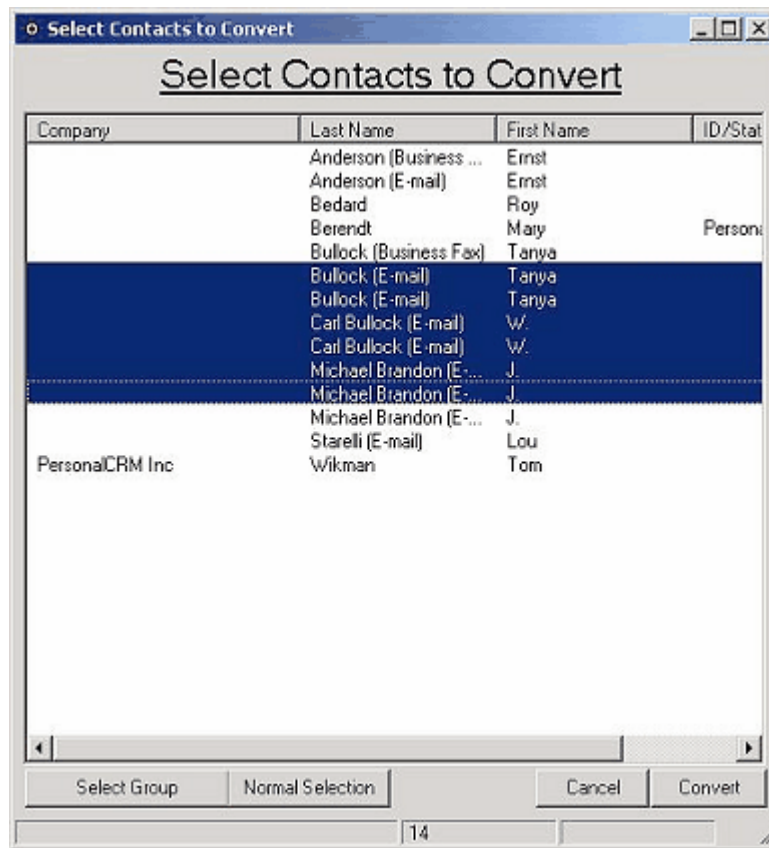 Select Contacts to Convert
Select Contacts to Convert
Company Last Name First Name ID/Stat
Anderson (Business ... Ernst
Anderson (E-mail) Ernst
Bedard Roy
Berendt Mary Persona
Bullock (Business Fax) Tanya
Bullock (E-mail) Tanya
Bullock (E-mail) Tanya
Carl Bullock (E-mail) W.
Carl Bullock (E-mail) W.
Michael Brandon (E-... J.
Michael Brandon (E-... J.
Michael Brandon (E-... J.
Starelli (E-mail) Lou
PersonalCRM Inc Wikman Tom
Select Group Normal Selection Cancel Convert
14